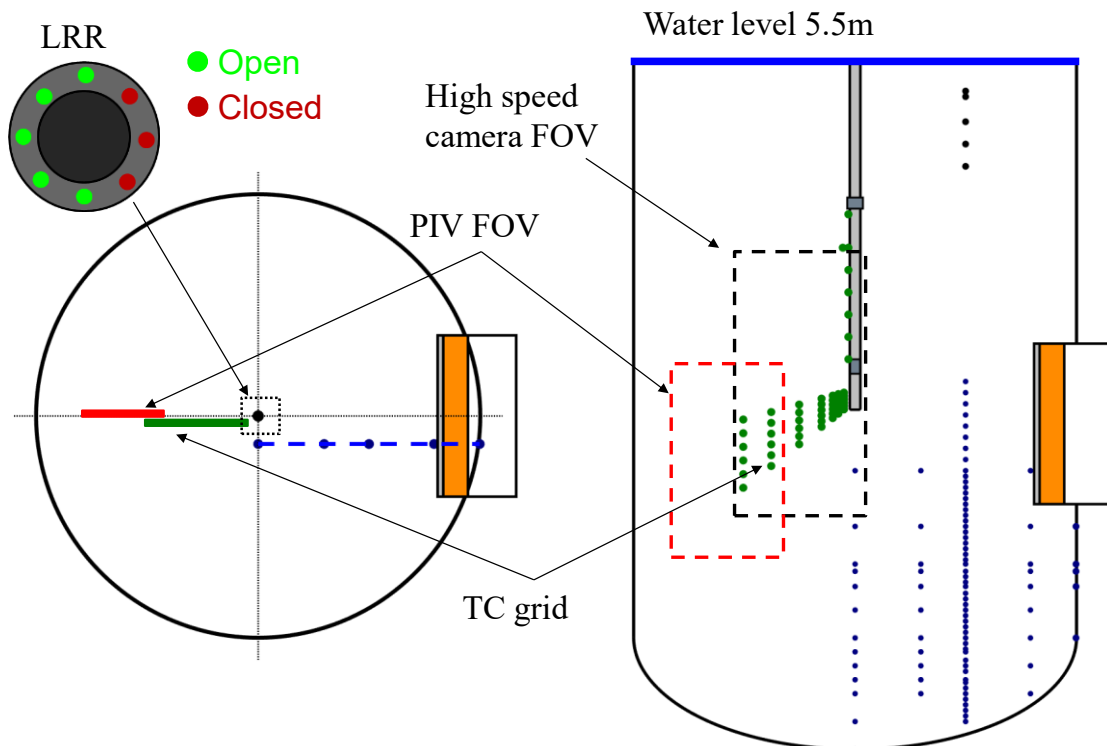 LRR
Open
Closed
Water level 5.5m
High speed
camera FOV
PIV FOV
TC grid